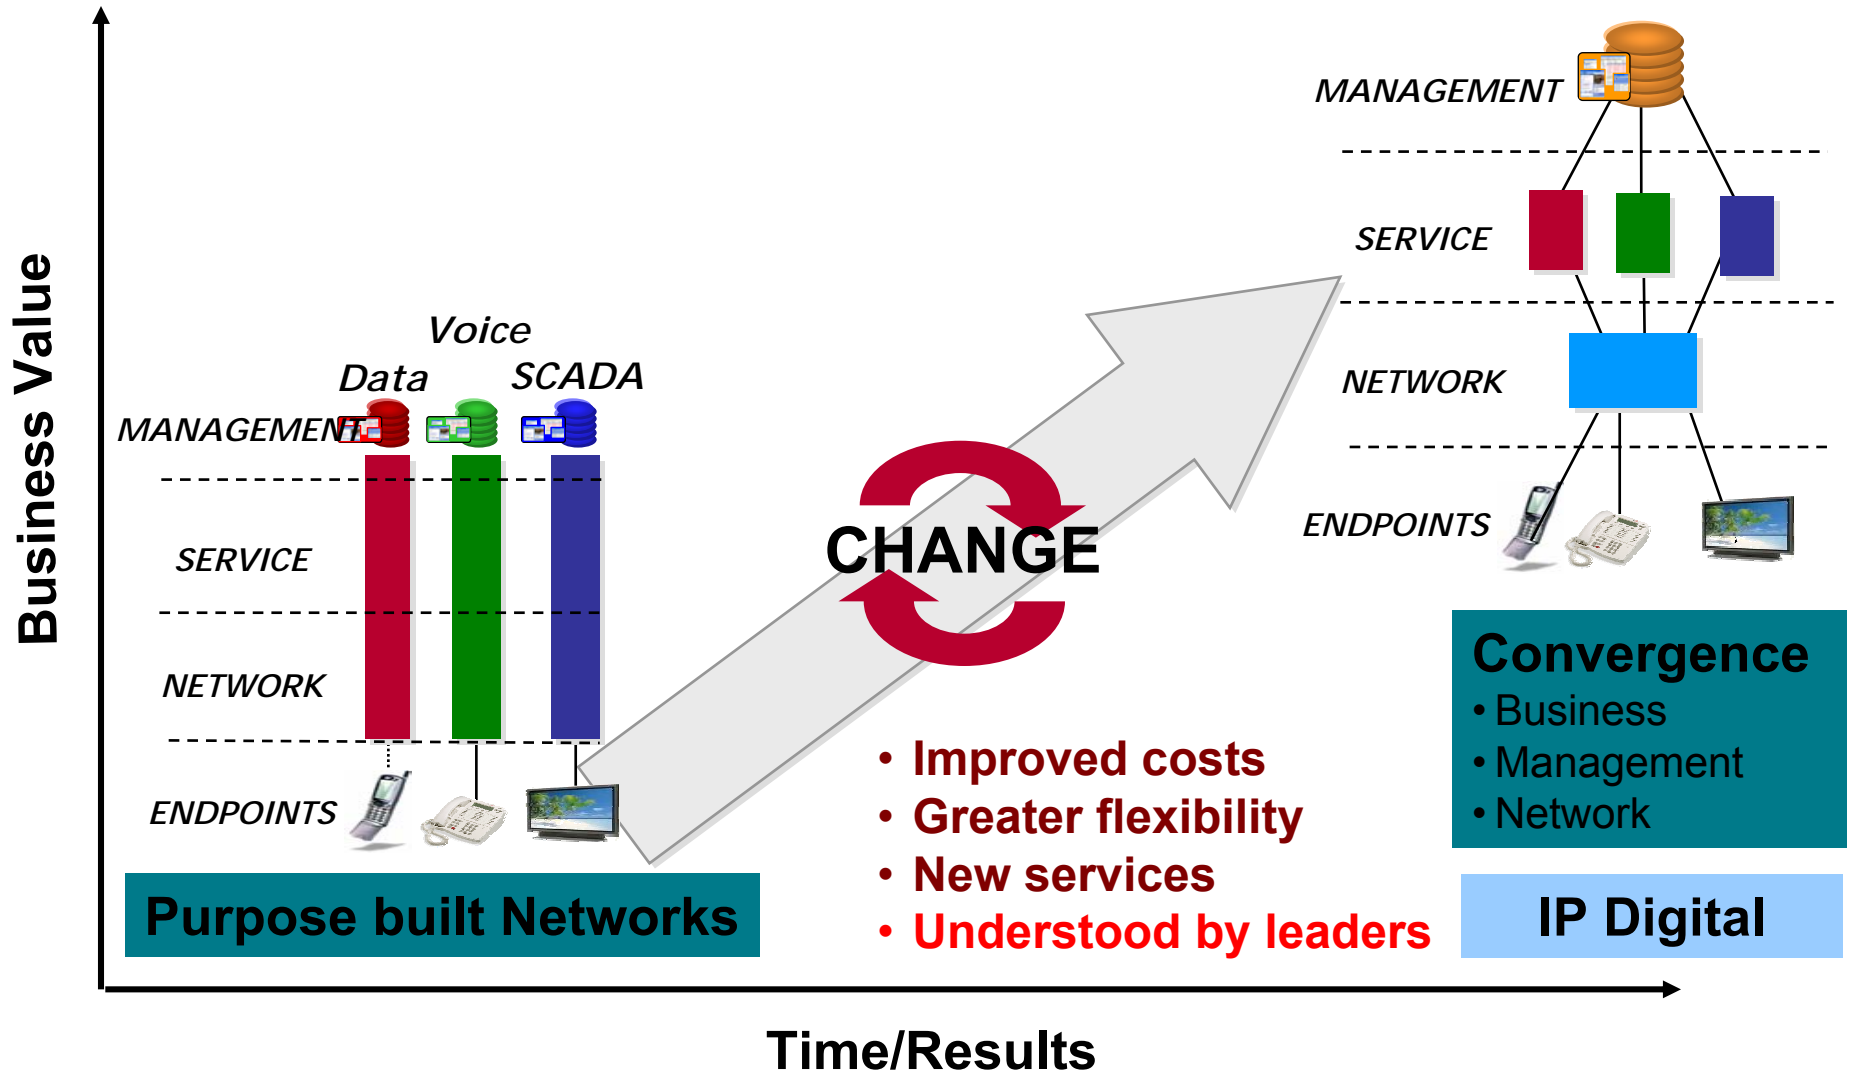 Business Value
Voice
Data
SCADA
MANAGEMENT
SERVICE
NETWORK
ENDPOINTS
Purpose built Networks
CHANGE
• Improved costs
• Greater flexibility
• New services
• Understood by leaders
MANAGEMENT
SERVICE
NETWORK
ENDPOINTS
Convergence
• Business
• Management
• Network
IP Digital
Time/Results